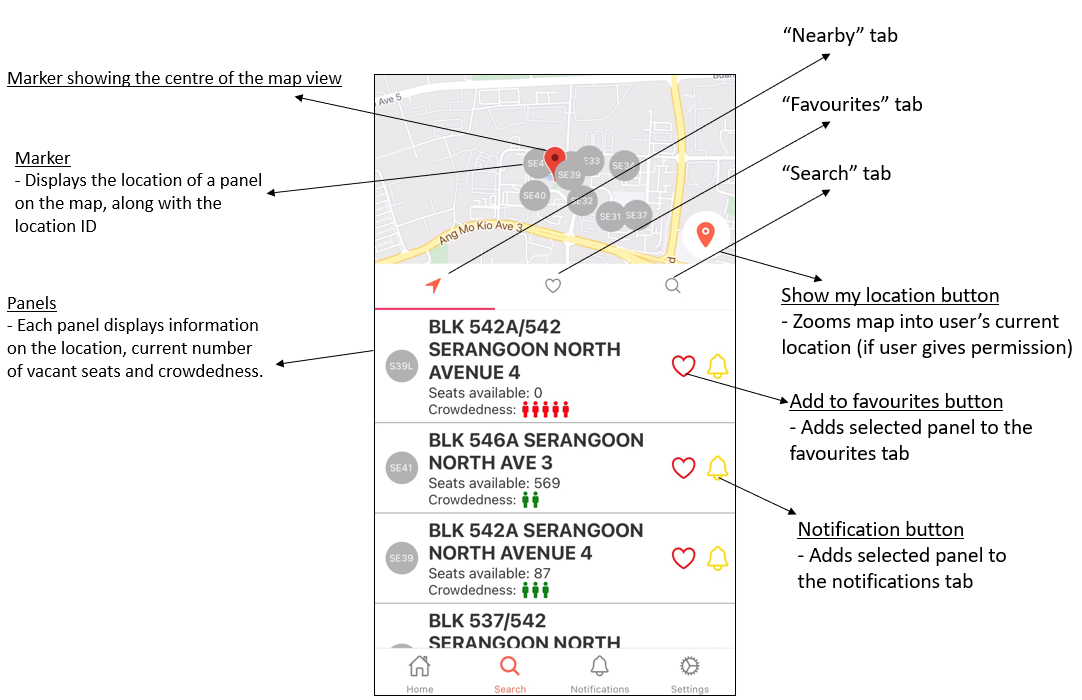 “Nearby” tab
Marker showing the centre of the map view
“Favourites” tab
“Search” tab
Marker
- Displays the location of a panel
on the map, along with the
location ID
Ave 5
SE4
SE33
SE34
SE39
SE40
SE32
SE31
SE37
Ang Mo Kio Ave 3
Show my location button
- Zooms map into user’s current
location (if user gives permission)
Panels
- Each panel displays information
on the location, current number
of vacant seats and crowdedness.
S39L
BLK 542A/542
SERANGOON NORTH
AVENUE 4
Seats available: 0
Crowdedness:
Add to favourites button
- Adds selected panel to the
favourites tab
SE41
BLK 546A SERANGOON
NORTH AVE 3
Seats available: 569
Crowdedness:
Notification button
- Adds selected panel to
the notifications tab
SE39
BLK 542A SERANGOON
NORTH AVENUE 4
Seats available: 87
Crowdedness:
BLK 537/542
SERANGOON NORTH
Home
Search
Notifications
Settings